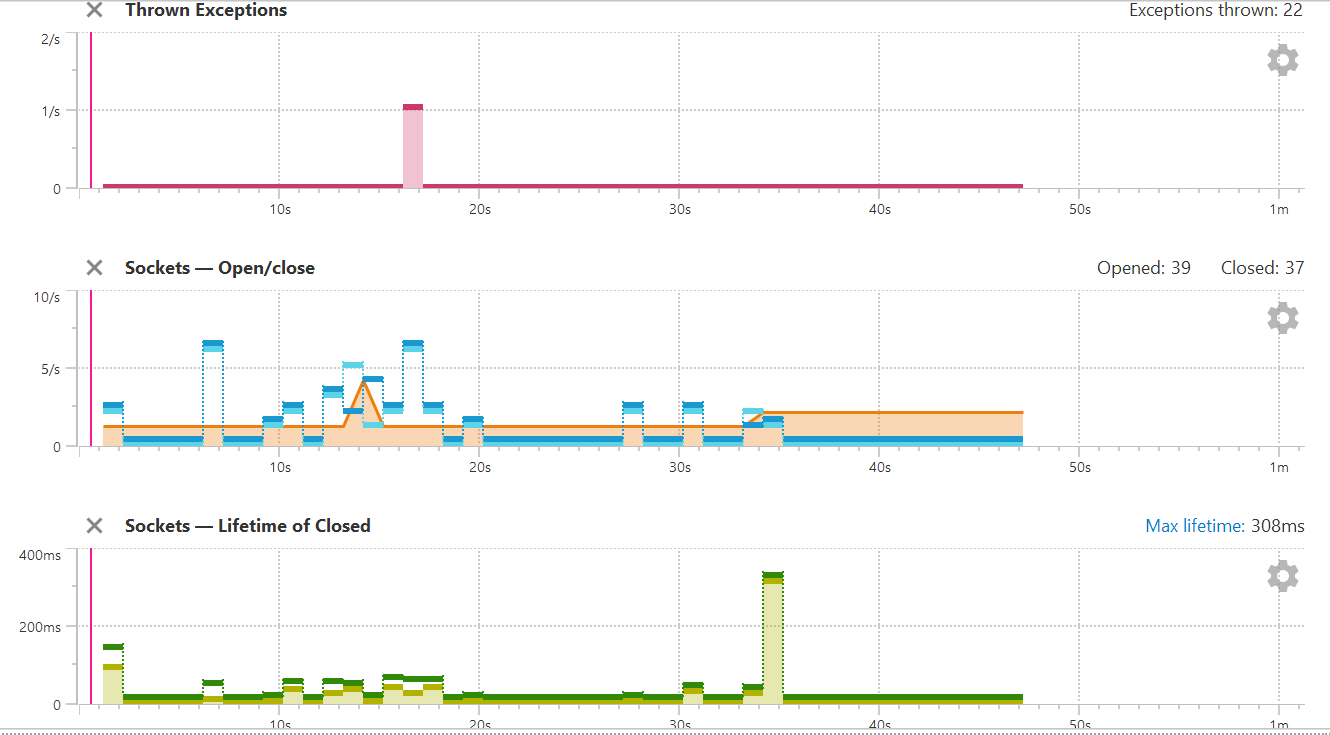 Thrown Exceptions Exceptions thrown: 22
2/s
1/s
0
10s 20s 30s 40s 50s 1m
Sockets — Open/close Opened: 39 Closed: 37
10/s
5/s
0
10s 20s 30s 40s 50s 1m
Sockets — Lifetime of Closed Max lifetime: 308ms
400ms
200ms
0
10s 20s 30s 40s 50s 1m